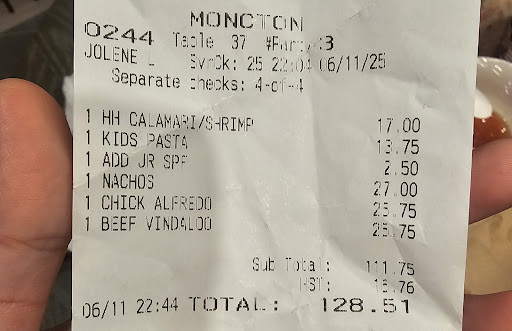 MONCTON
0244 Table 37 #Party 3
JOLENE L SvrCk: 25 22:04 06/11/25
Separate checks: 4-of-4
1 HH CALAMARI/SHRIMP 17.00
1 KIDS PASTA 13.75
1 ADD JR SPF 2.50
1 NACHOS 27.00
1 CHICK ALFREDO 25.75
1 BEEF VINDALOO 25.75
Sub Total: 111.75
HST: 16.76
06/11 22:44 TOTAL: 128.51